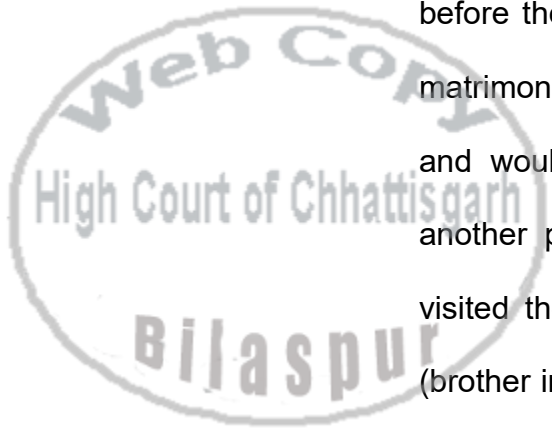 before the
Web Copy
matrimon
and woul
High Court of Chhattisgarh
another p
visited th
Bilaspur
(brother in